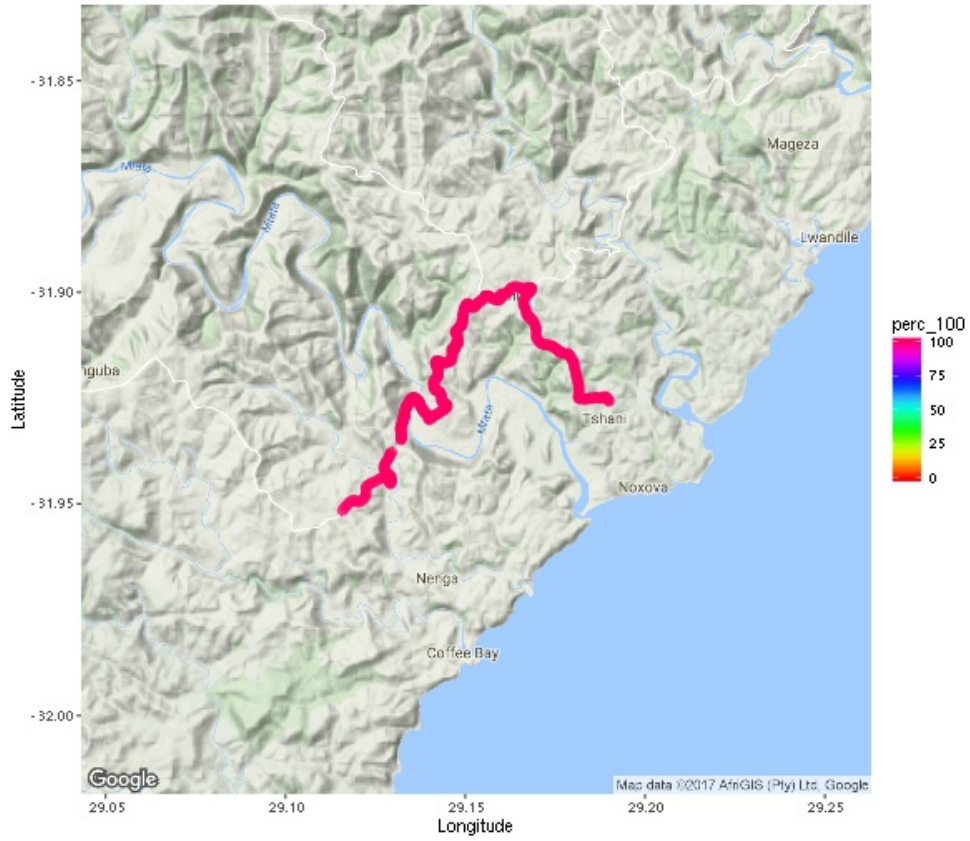 -31.85
-31.90
-31.95
-32.00
Latitude
Mtata
Mtata
Mtata
Mageza
Lwandile
nguba
Tshani
Noxova
Nenga
Coffee Bay
Google
Map data ©2017 AfriGIS (Pty) Ltd, Google
29.05
29.10
29.15
29.20
29.25
Longitude
perc_100
100
75
50
25
0